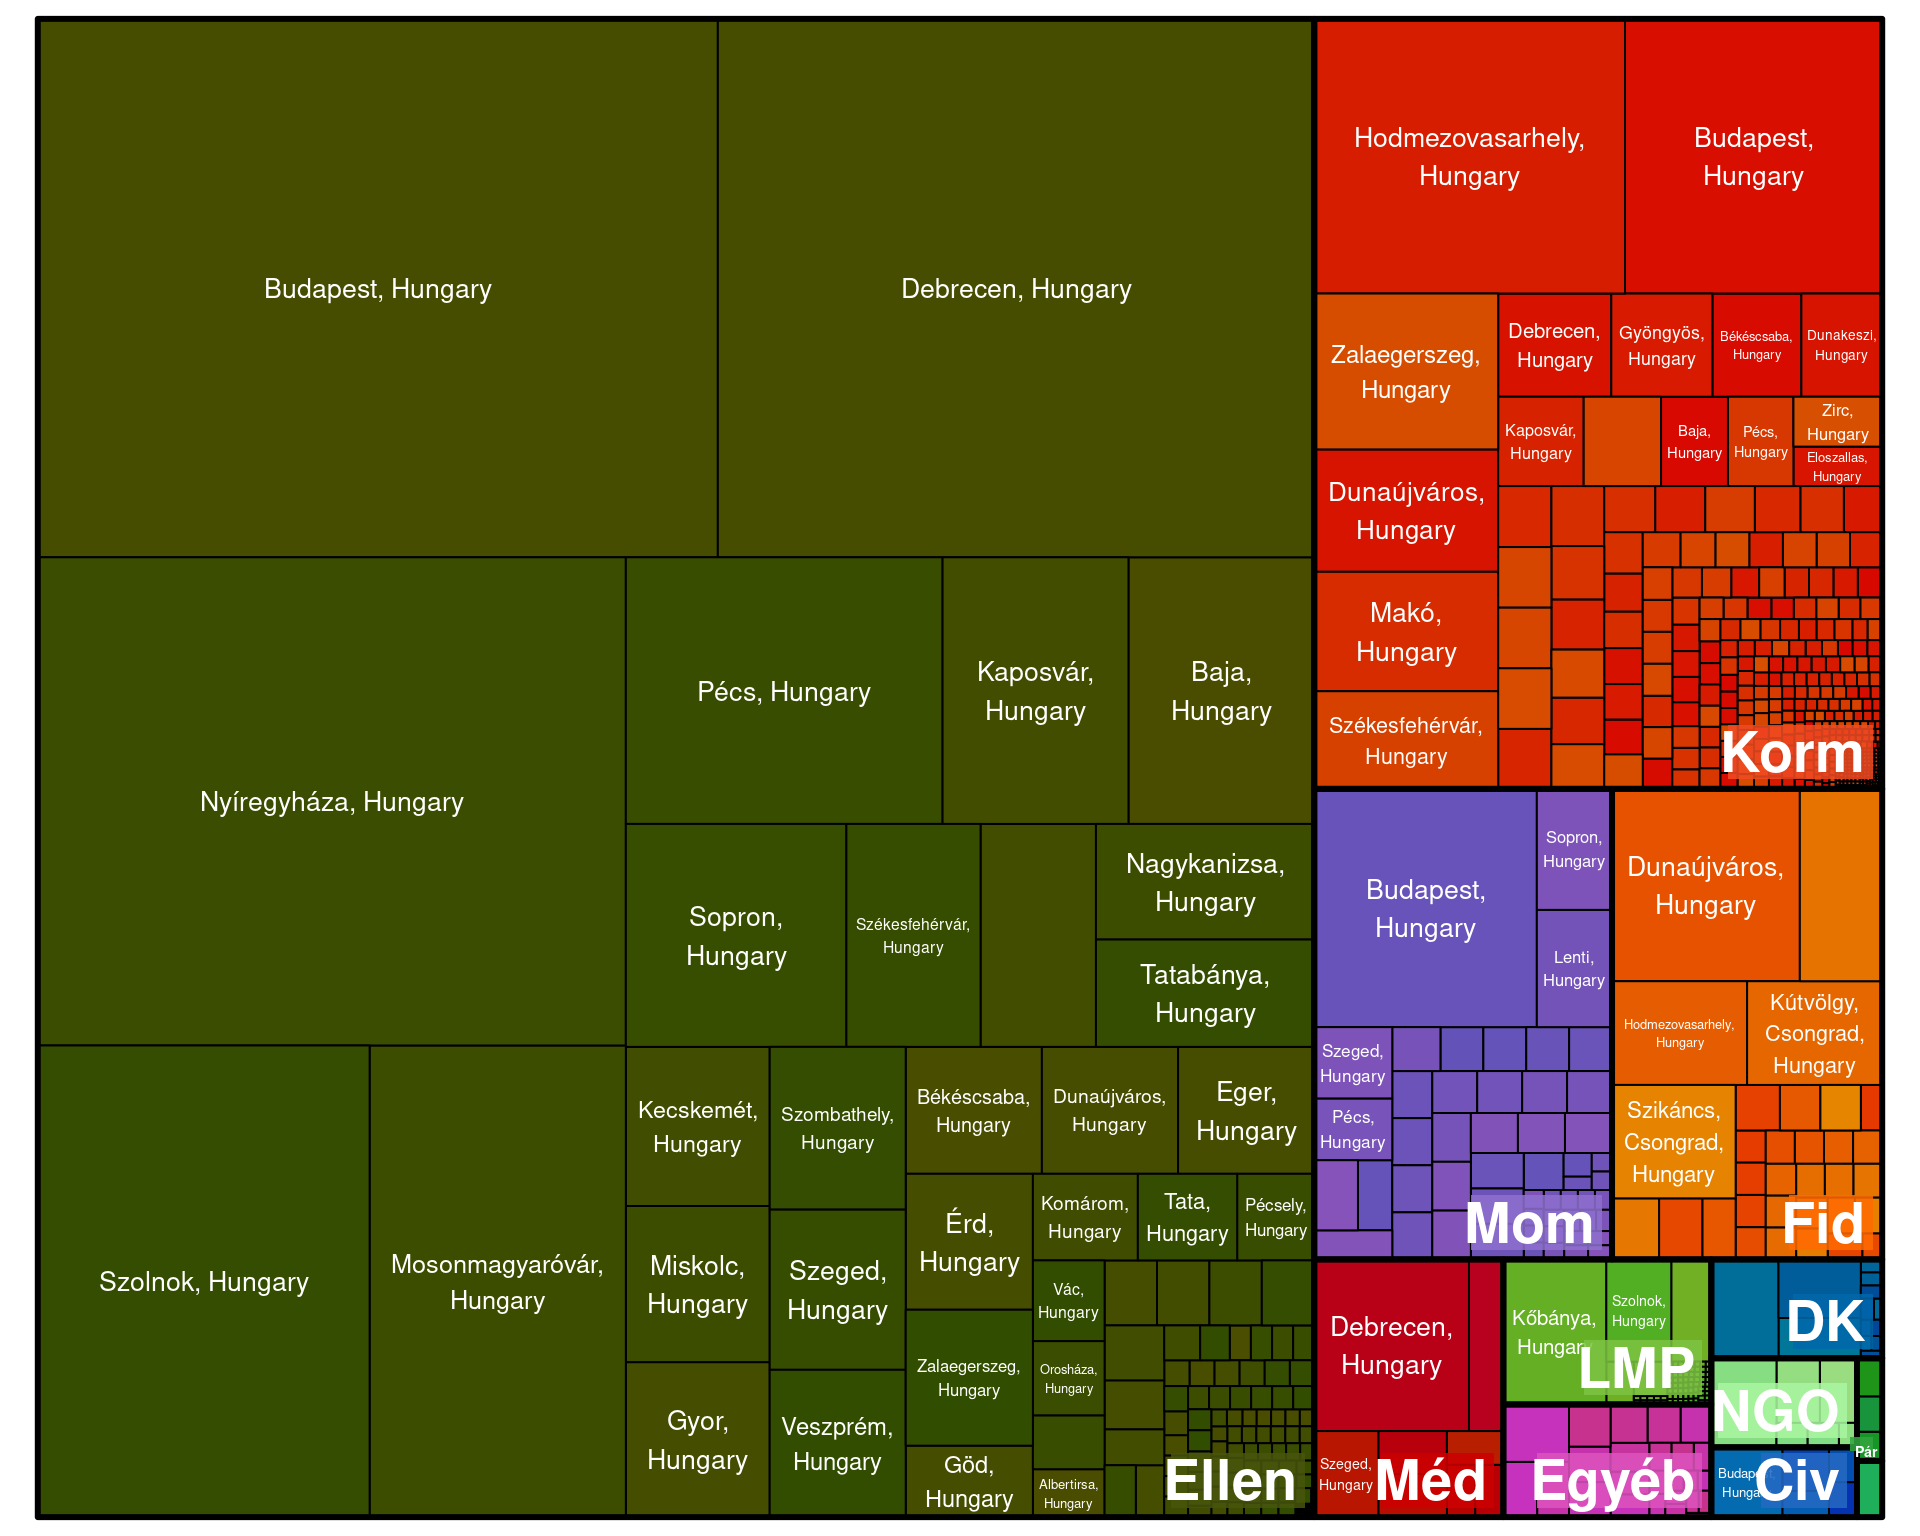 Budapest, Hungary
Debrecen, Hungary
Nyíregyháza, Hungary
Pécs, Hungary
Kaposvár,
Hungary
Baja,
Hungary
Sopron,
Hungary
Székesfehérvár,
Hungary
Nagykanizsa,
Hungary
Tatabánya,
Hungary
Szolnok, Hungary
Mosonmagyaróvár,
Hungary
Kecskemét,
Hungary
Szombathely,
Hungary
Békéscsaba,
Hungary
Dunaújváros,
Hungary
Eger,
Hungary
Miskolc,
Hungary
Szeged,
Hungary
Érd,
Hungary
Komárom,
Hungary
Tata,
Hungary
Pécsely,
Hungary
Vác,
Hungary
Zalaegerszeg,
Hungary
Orosháza,
Hungary
Gyor,
Hungary
Veszprém,
Hungary
Göd,
Hungary
Albertirsa,
Hungary
Ellen
Hodmezovasarhely,
Hungary
Budapest,
Hungary
Zalaegerszeg,
Hungary
Debrecen,
Hungary
Gyöngyös,
Hungary
Békéscsaba,
Hungary
Dunakeszi,
Hungary
Kaposvár,
Hungary
Baja,
Hungary
Pécs,
Hungary
Zirc,
Hungary
Eloszallas,
Hungary
Dunaújváros,
Hungary
Makó,
Hungary
Székesfehérvár,
Hungary
Korm
Budapest,
Hungary
Sopron,
Hungary
Lenti,
Hungary
Szeged,
Hungary
Pécs,
Hungary
Mom
Dunaújváros,
Hungary
Hodmezovasarhely,
Hungary
Kútvölgy,
Csongrad,
Hungary
Szikáncs,
Csongrad,
Hungary
Fid
Debrecen,
Hungary
Szeged,
Hungary
Méd
Kőbánya,
Hungary
Szolnok,
Hungary
LMP
Egyéb
DK
NGO
Pár
Budapest,
Hunga
Civ